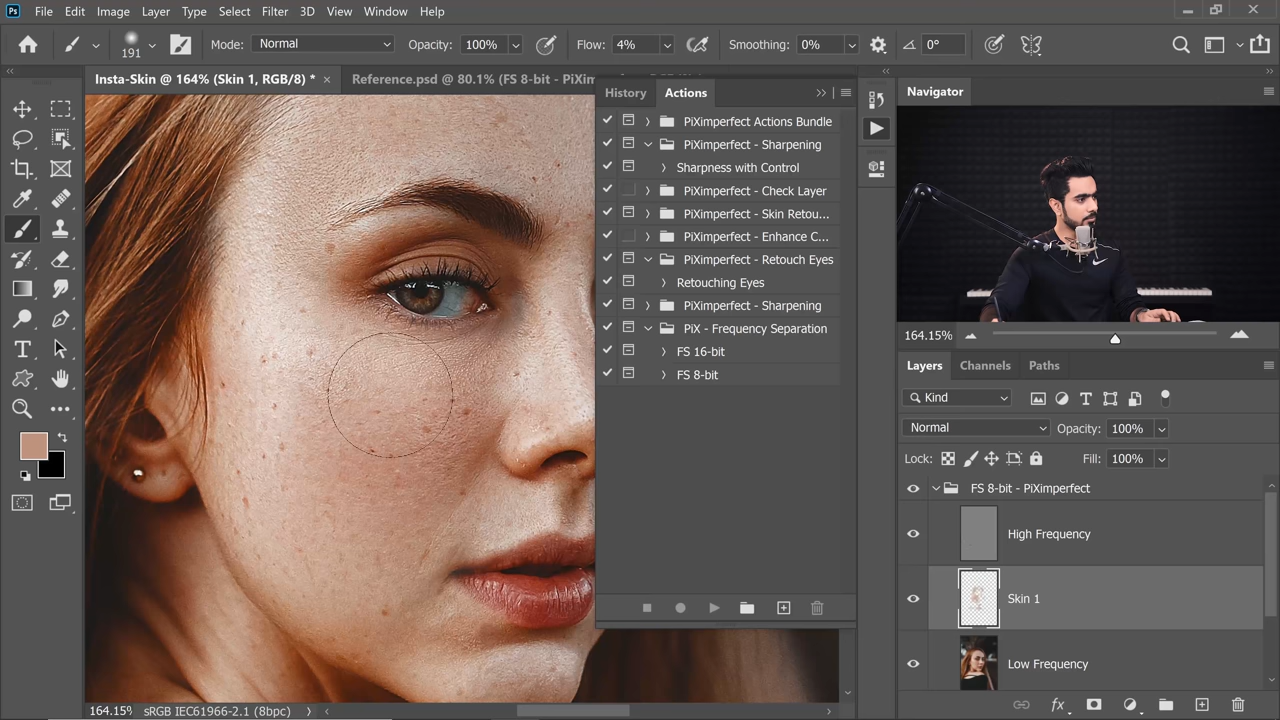 Ps File Edit Image Layer Type Select Filter 3D View Window Help
191 Mode: Normal Opacity: 100% Flow: 4% Smoothing: 0% 0°
Insta-Skin @ 164% (Skin 1, RGB/8) * × Reference.psd @ 80.1% (FS 8-bit - PiXim
History Actions
PiXimperfect Actions Bundle
PiXimperfect - Sharpening
Sharpness with Control
PiXimperfect - Check Layer
PiXimperfect - Skin Retou...
PiXimperfect - Enhance C...
PiXimperfect - Retouch Eyes
Retouching Eyes
PiXimperfect - Sharpening
PiX - Frequency Separation
FS 16-bit
FS 8-bit
Navigator
164.15%
Layers Channels Paths
Kind
Normal Opacity: 100%
Lock: Fill: 100%
FS 8-bit - PiXimperfect
High Frequency
Skin 1
Low Frequency
fx
164.15% sRGB IEC61966-2.1 (8bpc)